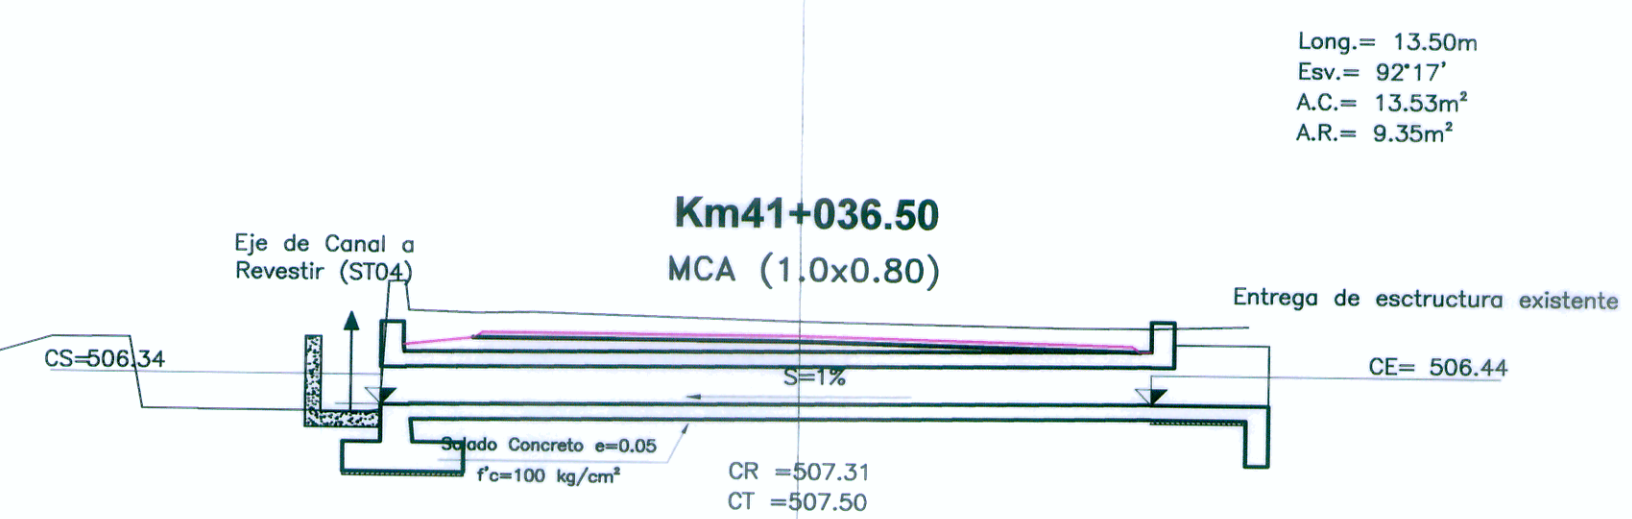 Long.= 13.50m
Esv.= 92°17'
A.C.= 13.53m²
A.R.= 9.35m²
Km41+036.50
MCA (1.0x0.80)
Eje de Canal a
Revestir (ST04)
Entrega de esctructura existente
CS=506.34
CE= 506.44
S=1%
Solado Concreto e=0.05
f'c=100 kg/cm²
CR =507.31
CT =507.50